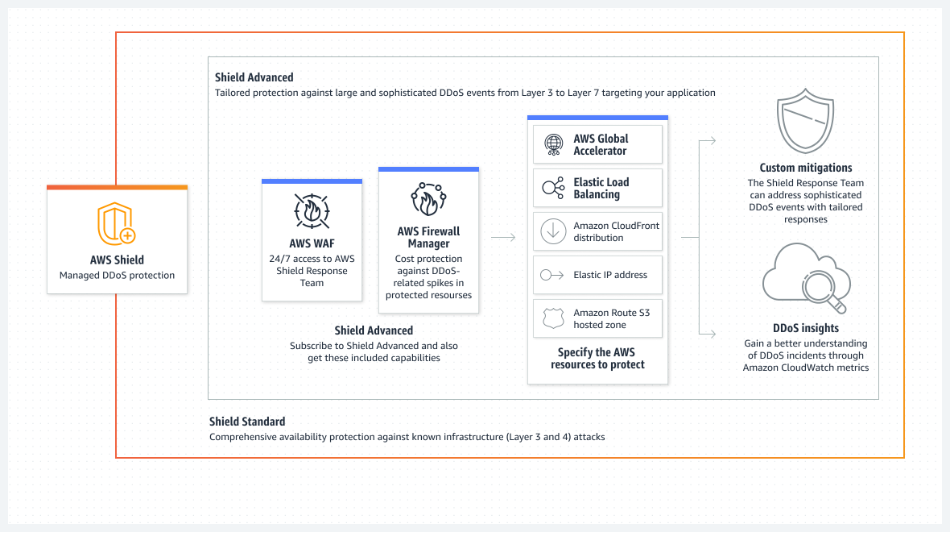 Shield Advanced
Tailored protection against large and sophisticated DDoS events from Layer 3 to Layer 7 targeting your application
AWS Shield
Managed DDoS protection
AWS WAF
24/7 access to AWS
Shield Response
Team
AWS Firewall
Manager
Cost protection
against DDoS-
related spikes in
protected resourses
Shield Advanced
Subscribe to Shield Advanced and also
get these included capabilities
AWS Global
Accelerator
Elastic Load
Balancing
Amazon CloudFront
distribution
Elastic IP address
Amazon Route S3
hosted zone
Specify the AWS
resources to protect
Custom mitigations
The Shield Response Team
can address sophisticated
DDoS events with tailored
responses
DDoS insights
Gain a better understanding
of DDoS incidents through
Amazon CloudWatch metrics
Shield Standard
Comprehensive availability protection against known infrastructure (Layer 3 and 4) attacks